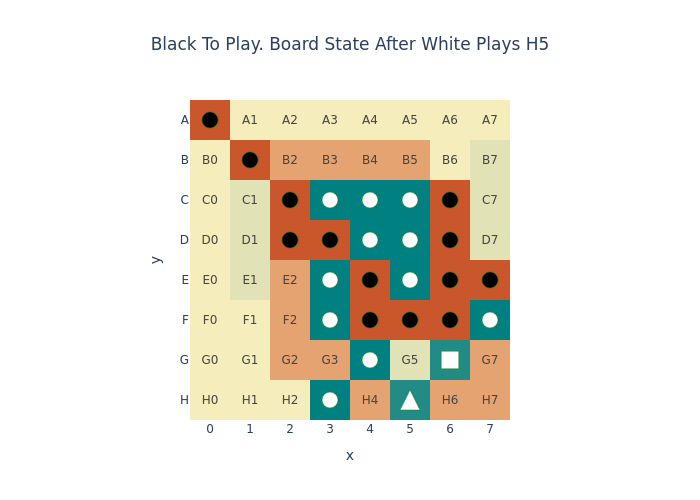 Black To Play. Board State After White Plays H5
A A1 A2 A3 A4 A5 A6 A7
B B0 B2 B3 B4 B5 B6 B7
C C0 C1 C7
D D0 D1 D7
E E0 E1 E2
F F0 F1 F2
G G0 G1 G2 G3 G5 G7
H H0 H1 H2 H4 H6 H7
0 1 2 3 4 5 6 7
x
y